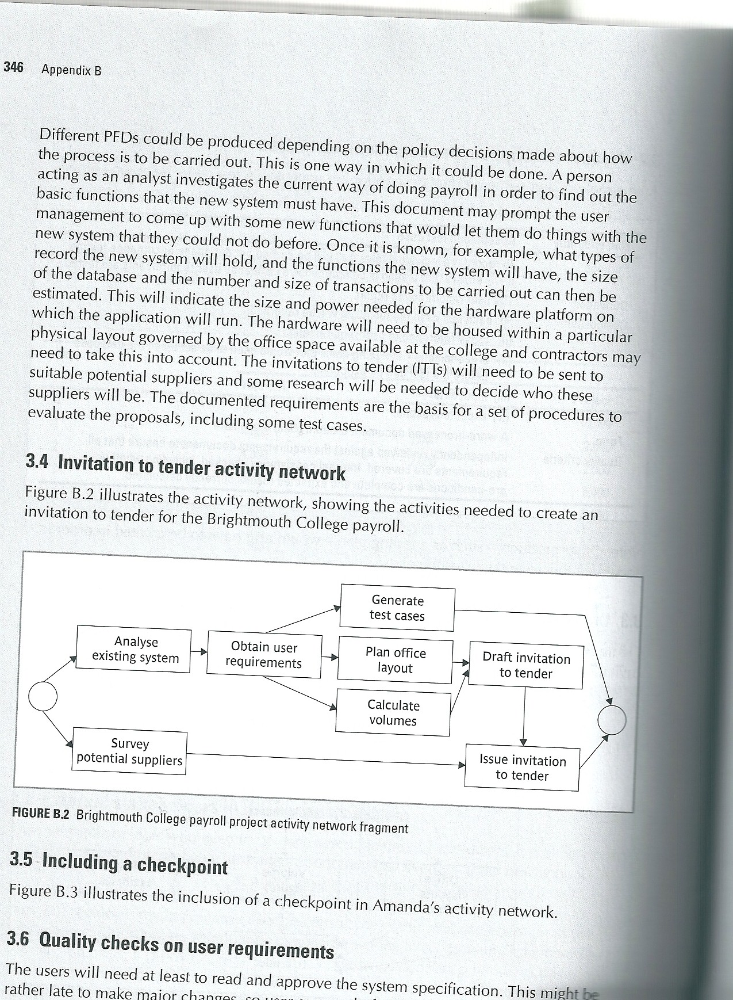 346 Appendix B
Different PFDs could be produced depending on the policy decisions made about how
the process is to be carried out. This is one way in which it could be done. A person
acting as an analyst investigates the current way of doing payroll in order to find out the
basic functions that the new system must have. This document may prompt the user
management to come up with some new functions that would let them do things with the
new system that they could not do before. Once it is known, for example, what types of
record the new system will hold, and the functions the new system will have, the size
of the database and the number and size of transactions to be carried out can then be
estimated. This will indicate the size and power needed for the hardware platform on
which the application will run. The hardware will need to be housed within a particular
physical layout governed by the office space available at the college and contractors may
need to take this into account. The invitations to tender (ITTs) will need to be sent to
suitable potential suppliers and some research will be needed to decide who these
suppliers will be. The documented requirements are the basis for a set of procedures to
evaluate the proposals, including some test cases.
3.4 Invitation to tender activity network
Figure B.2 illustrates the activity network, showing the activities needed to create an
invitation to tender for the Brightmouth College payroll.
Generate
test cases
Analyse
existing system
Obtain user
requirements
Plan office
layout
Draft invitation
to tender
Calculate
volumes
Survey
potential suppliers
Issue invitation
to tender
FIGURE B.2 Brightmouth College payroll project activity network fragment
3.5 Including a checkpoint
Figure B.3 illustrates the inclusion of a checkpoint in Amanda's activity network.
3.6 Quality checks on user requirements
The users will need at least to read and approve the system specification. This might be
rather late to make major changes, so